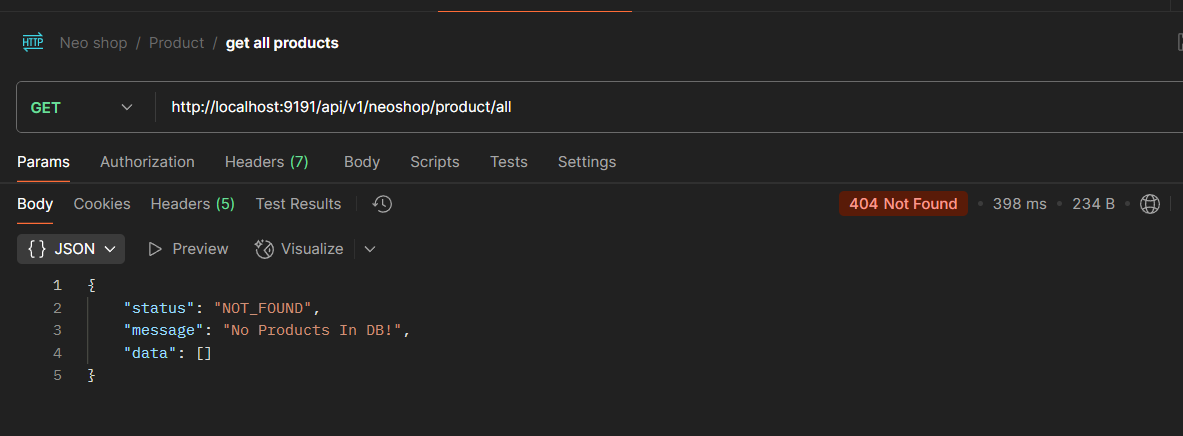 HTTP Neo shop / Product / get all products
GET http://localhost:9191/api/v1/neoshop/product/all
Params Authorization Headers (7) Body Scripts Tests Settings
Body Cookies Headers (5) Test Results 404 Not Found • 398 ms • 234 B •
{} JSON Preview Visualize
1 {
2 "status": "NOT_FOUND",
3 "message": "No Products In DB!",
4 "data": []
5 }